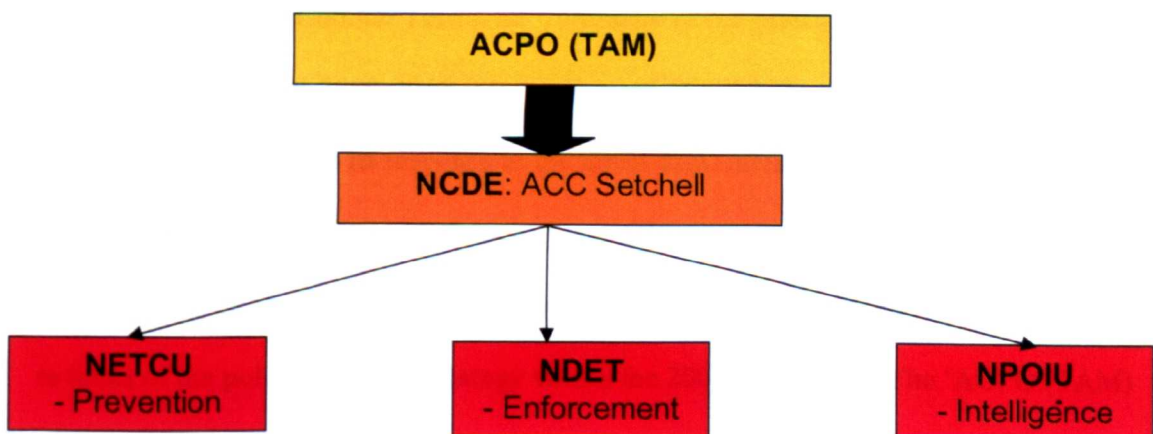 ACPO (TAM)
NCDE: ACC Setchell
NETCU
- Prevention
NDET
- Enforcement
NPOIU
- Intelligence